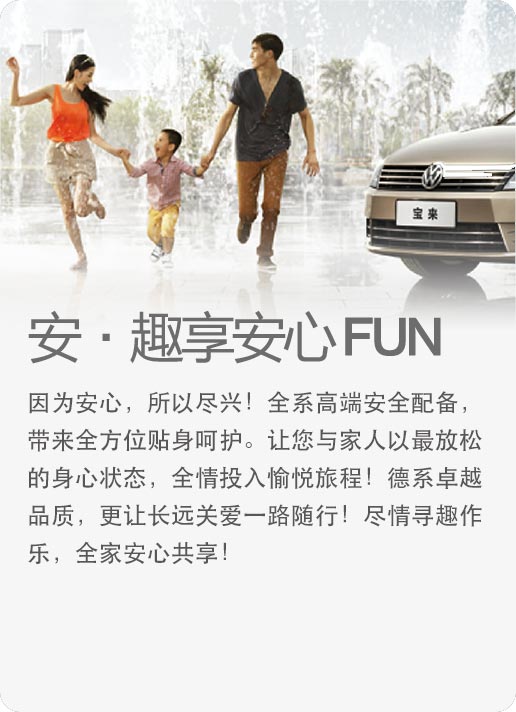 宝来
安·趣享安心FUN
因为安心，所以尽兴！全系高端安全配备，
带来全方位贴身呵护。让您与家人以最放松
的身心状态，全情投入愉悦旅程！德系卓越
品质，更让长远关爱一路随行！尽情寻趣作
乐，全家安心共享！